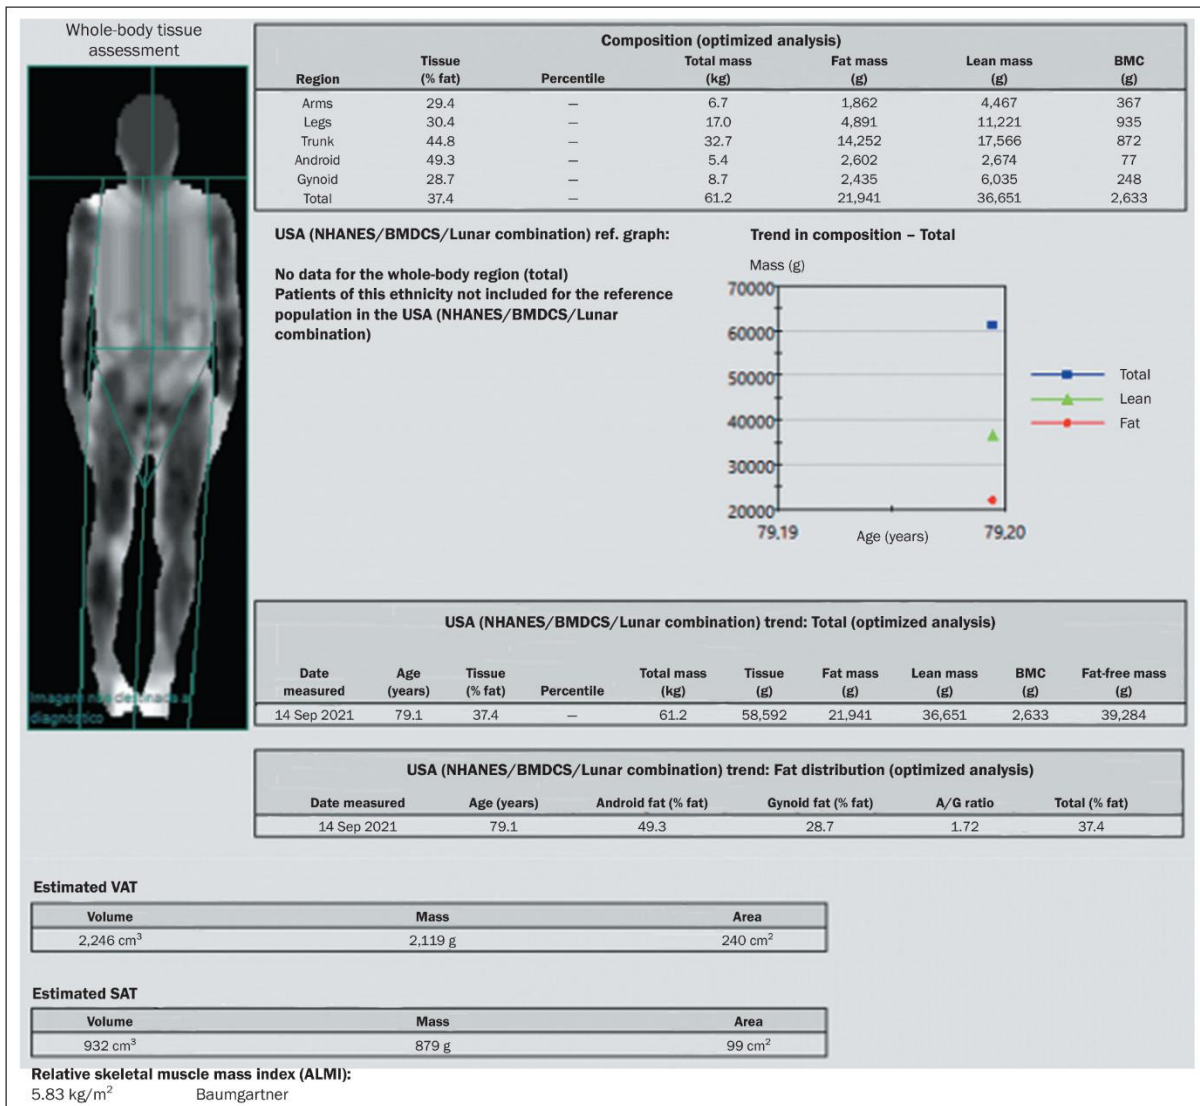 Whole-body tissue
assessment
Imagem não destinada a
diagnóstico
Composition (optimized analysis)
Region Tissue (% fat) Percentile Total mass (kg) Fat mass (g) Lean mass (g) BMC (g)
Arms 29.4 – 6.7 1,862 4,467 367
Legs 30.4 – 17.0 4,891 11,221 935
Trunk 44.8 – 32.7 14,252 17,566 872
Android 49.3 – 5.4 2,602 2,674 77
Gynoid 28.7 – 8.7 2,435 6,035 248
Total 37.4 – 61.2 21,941 36,651 2,633
USA (NHANES/BMDCS/Lunar combination) ref. graph:
No data for the whole-body region (total)
Patients of this ethnicity not included for the reference
population in the USA (NHANES/BMDCS/Lunar
combination)
Trend in composition – Total
Mass (g)
70000
60000
50000
40000
30000
20000
79,19 Age (years) 79,20
Total
Lean
Fat
USA (NHANES/BMDCS/Lunar combination) trend: Total (optimized analysis)
Date measured Age (years) Tissue (% fat) Percentile Total mass (kg) Tissue (g) Fat mass (g) Lean mass (g) BMC (g) Fat-free mass (g)
14 Sep 2021 79.1 37.4 – 61.2 58,592 21,941 36,651 2,633 39,284
USA (NHANES/BMDCS/Lunar combination) trend: Fat distribution (optimized analysis)
Date measured Age (years) Android fat (% fat) Gynoid fat (% fat) A/G ratio Total (% fat)
14 Sep 2021 79.1 49.3 28.7 1.72 37.4
Estimated VAT
Volume Mass Area
2,246 cm³ 2,119 g 240 cm²
Estimated SAT
Volume Mass Area
932 cm³ 879 g 99 cm²
Relative skeletal muscle mass index (ALMI):
5.83 kg/m² Baumgartner